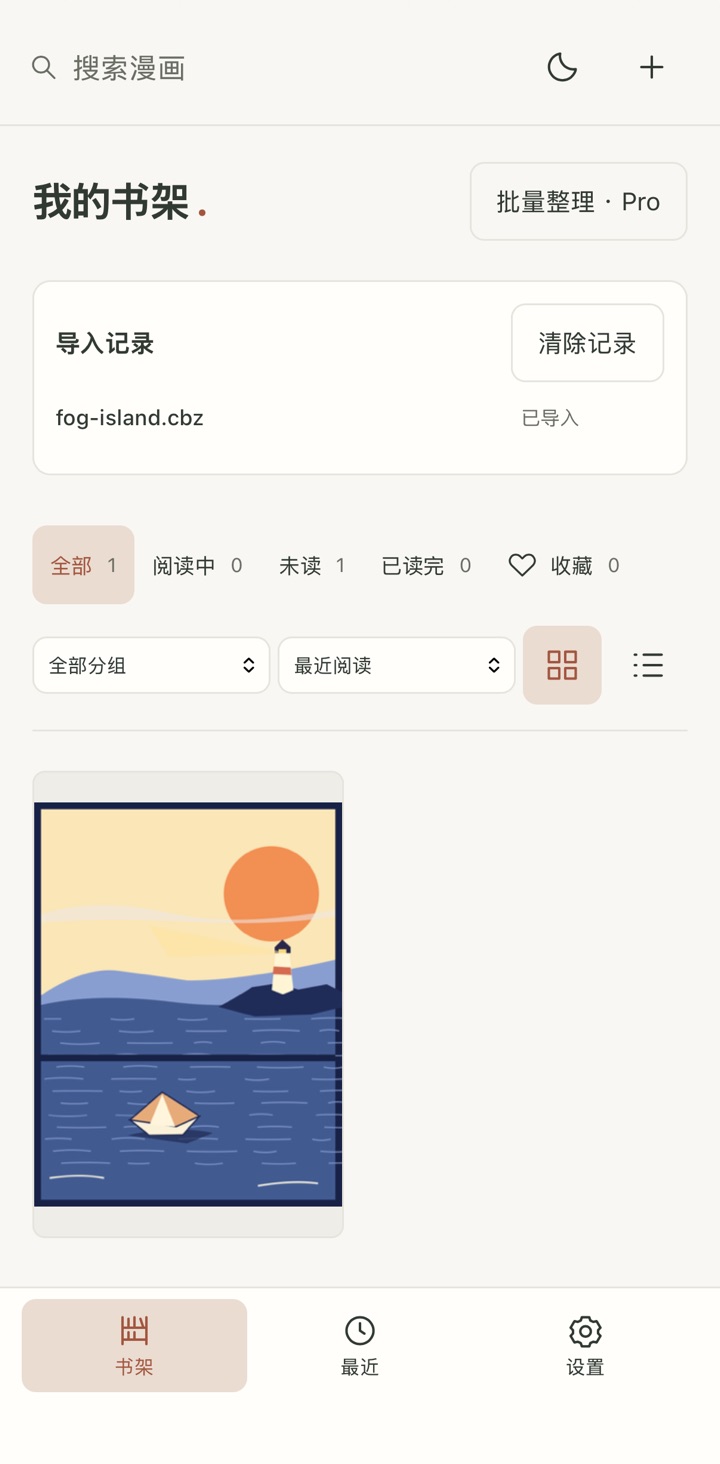 搜索漫画
我的书架.
批量整理 · Pro
导入记录
清除记录
fog-island.cbz
已导入
全部 1 阅读中 0 未读 1 已读完 0 收藏 0
全部分组 最近阅读
书架 最近 设置